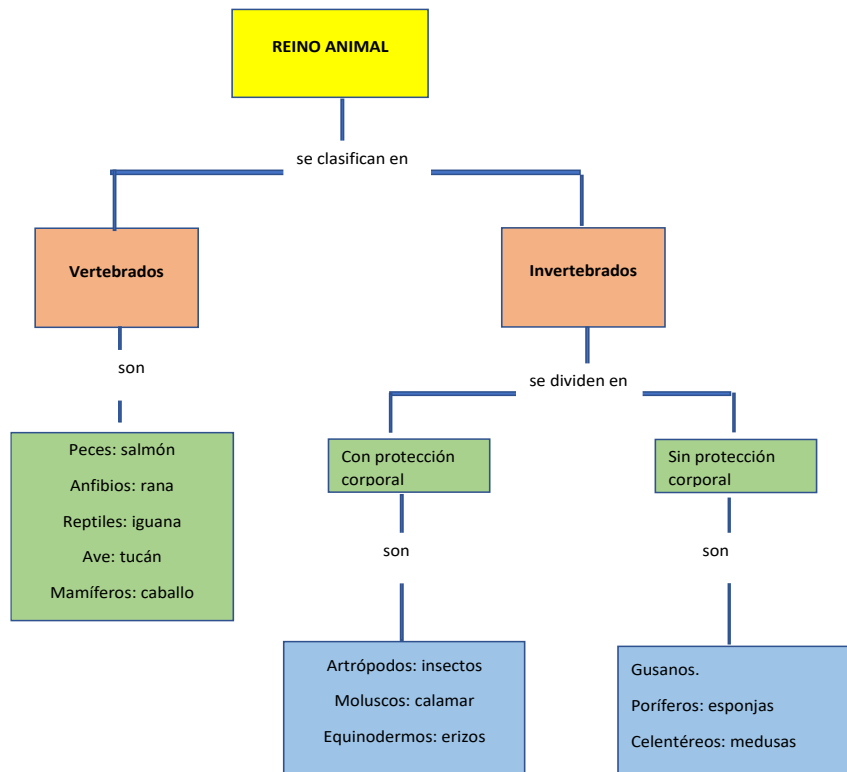 REINO ANIMAL
se clasifican en
Vertebrados
Invertebrados
son
se dividen en
Peces: salmón
Anfibios: rana
Reptiles: iguana
Ave: tucán
Mamíferos: caballo
Con protección
corporal
Sin protección
corporal
son
son
Artrópodos: insectos
Moluscos: calamar
Equinodermos: erizos
Gusanos.
Poríferos: esponjas
Celentéreos: medusas